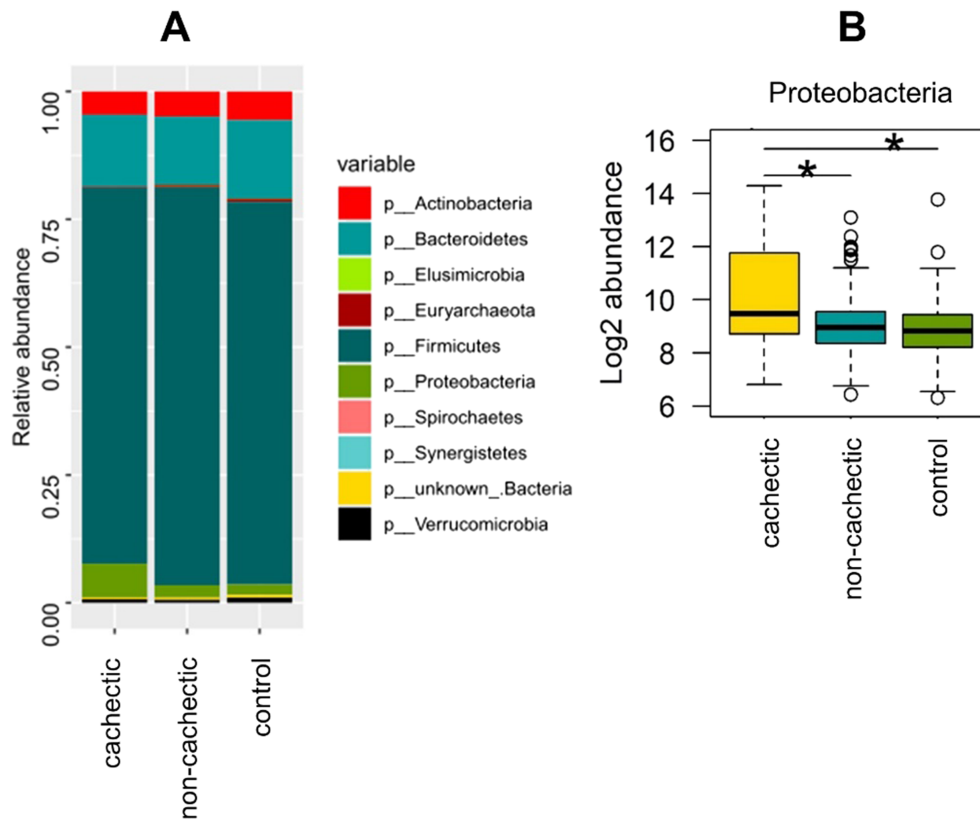 A
Relative abundance
1.00
0.75
0.50
0.25
0.00
cachectic
non-cachectic
control
variable
p__Actinobacteria
p__Bacteroidetes
p__Elusimicrobia
p__Euryarchaeota
p__Firmicutes
p__Proteobacteria
p__Spirochaetes
p__Synergistetes
p__unknown_.Bacteria
p__Verrucomicrobia
B
Proteobacteria
Log2 abundance
16
14
12
10
8
6
*
*
cachectic
non-cachectic
control